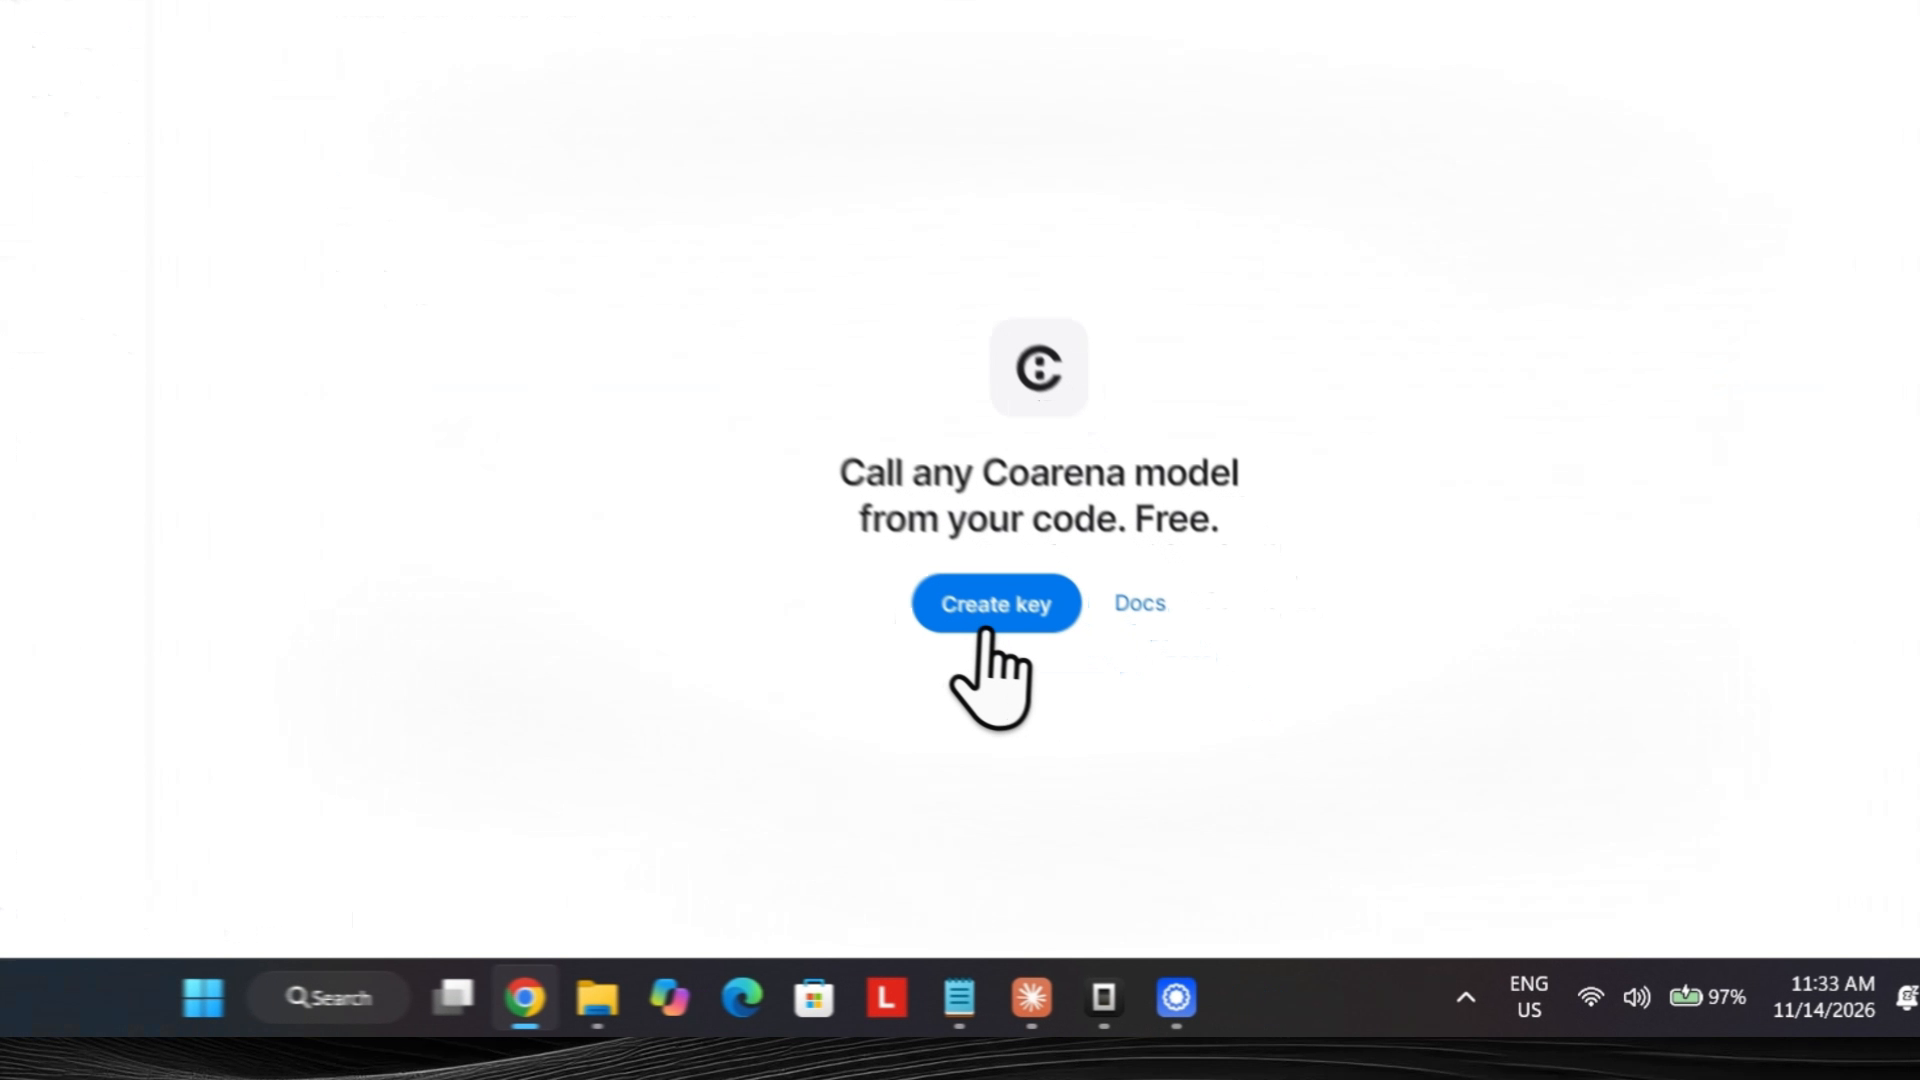 Call any Coarena model
from your code. Free.
Create key
Docs
Search
L
ENG
US
97%
11:33 AM
11/14/2026